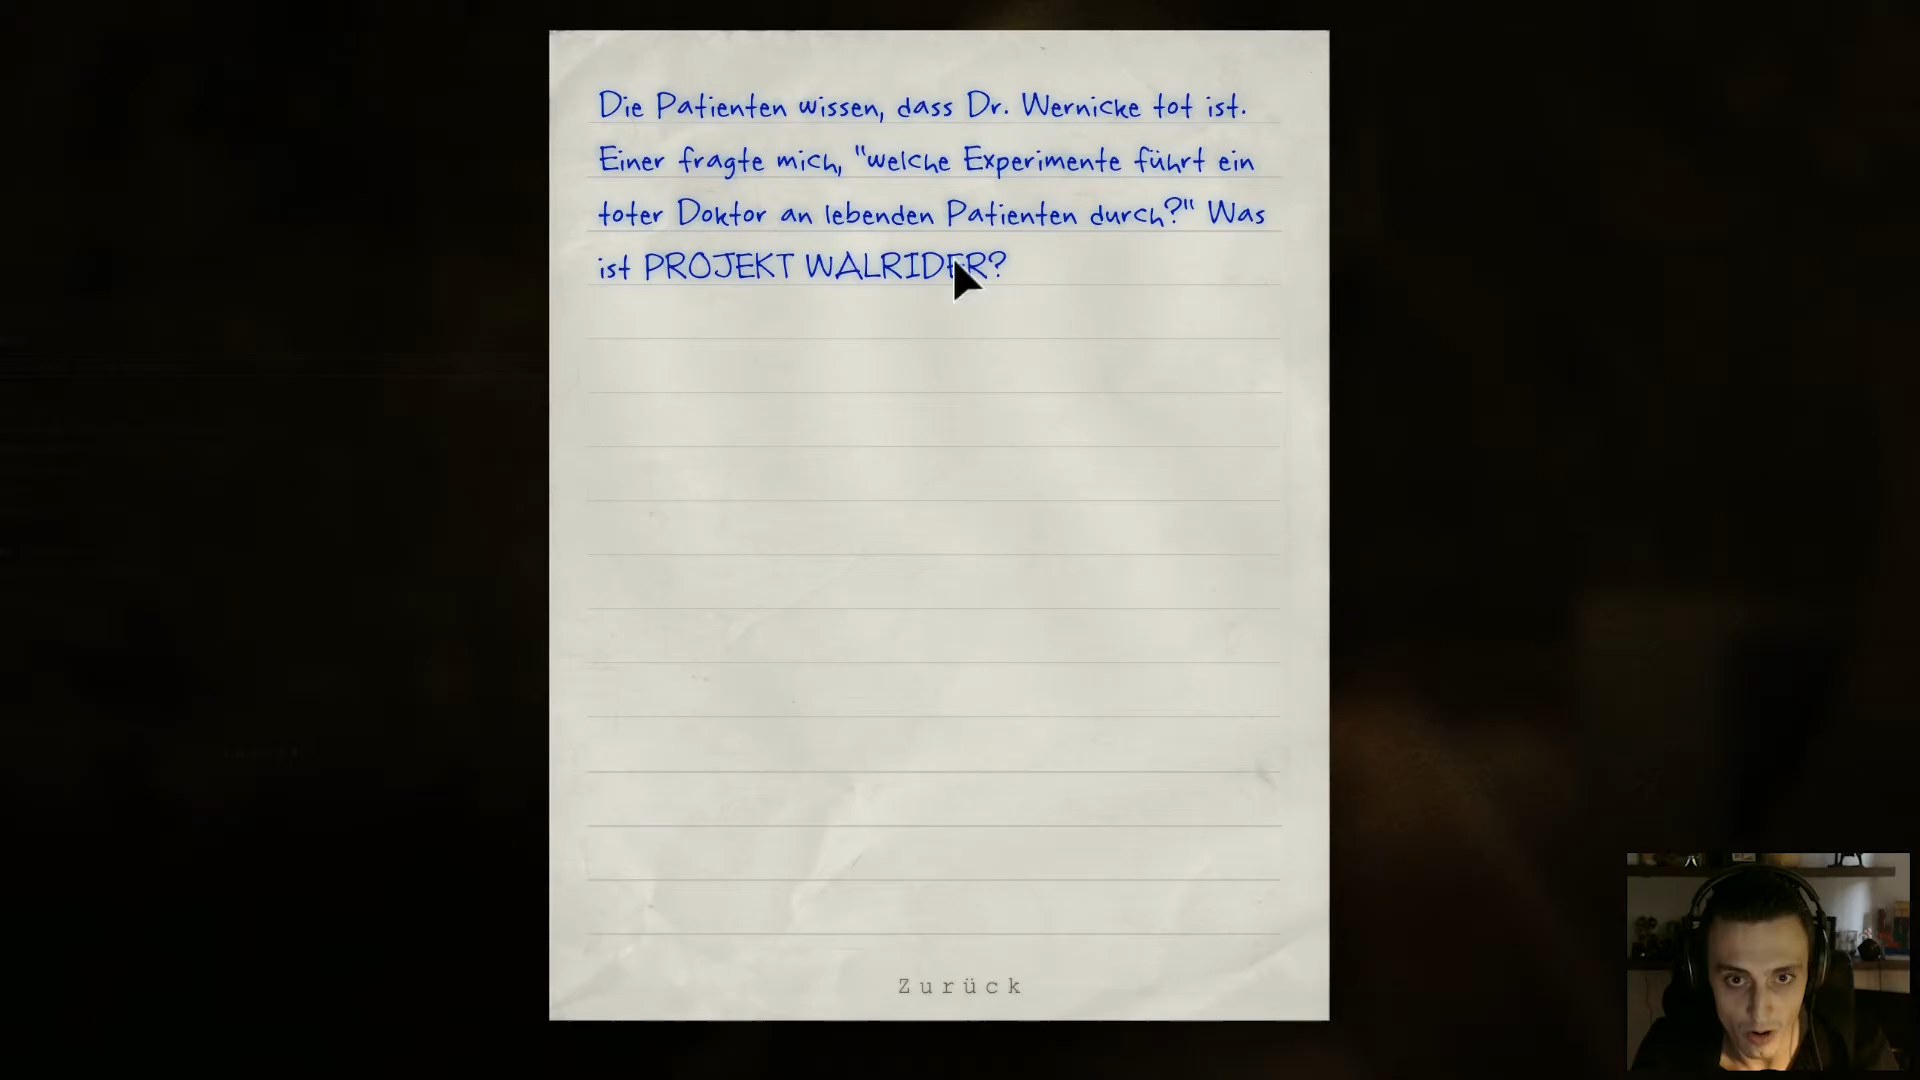 Die Patienten wissen, dass Dr. Wernicke tot ist.
Einer fragte mich, "welche Experimente führt ein
toter Doktor an lebenden Patienten durch?" Was
ist PROJEKT WALRIDER?
Zurück